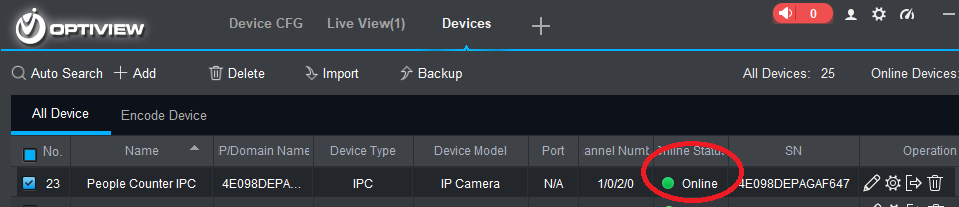 OPTIVIEW Device CFG Live View(1) Devices 0
Auto Search Add Delete Import Backup All Devices: 25 Online Devices:
All Device Encode Device
No. Name P/Domain Name Device Type Device Model Port annel Numb nline Status SN Operation
23 People Counter IPC 4E098DEPA... IPC IP Camera N/A 1/0/2/0 Online 4E098DEPAGAF647